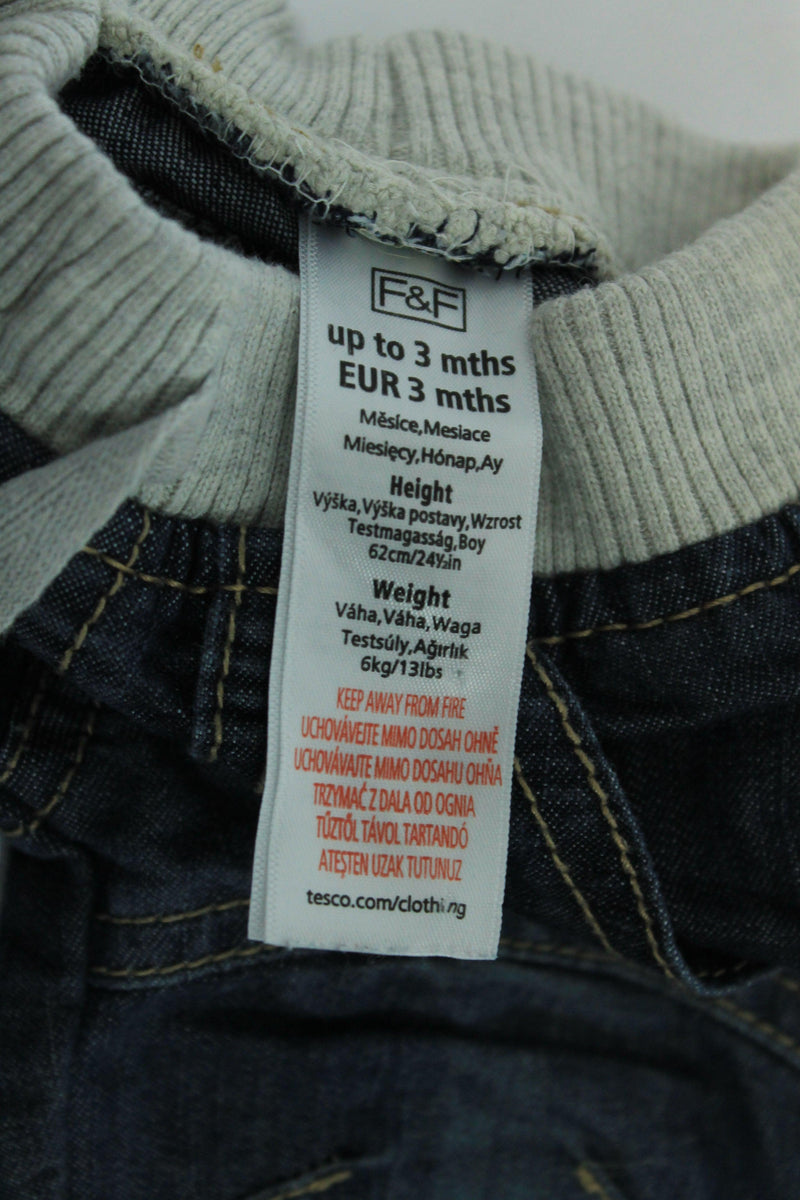 F&F
up to 3 mths
EUR 3 mths
Měsíce,Mesiace
Miesięcy,Hónap,Ay
Height
Výška,Výška postavy,Wzrost
Testmagasság,Boy
62cm/24½in
Weight
Váha,Váha,Waga
Testsúly,Ağırlık
6kg/13lbs
KEEP AWAY FROM FIRE
UCHOVÁVEJTE MIMO DOSAH OHNĚ
UCHOVÁVAJTE MIMO DOSAHU OHŇA
TRZYMAĆ Z DALA OD OGNIA
TŰZTŐL TÁVOL TARTANDÓ
ATEŞTEN UZAK TUTUNUZ
tesco.com/clothing